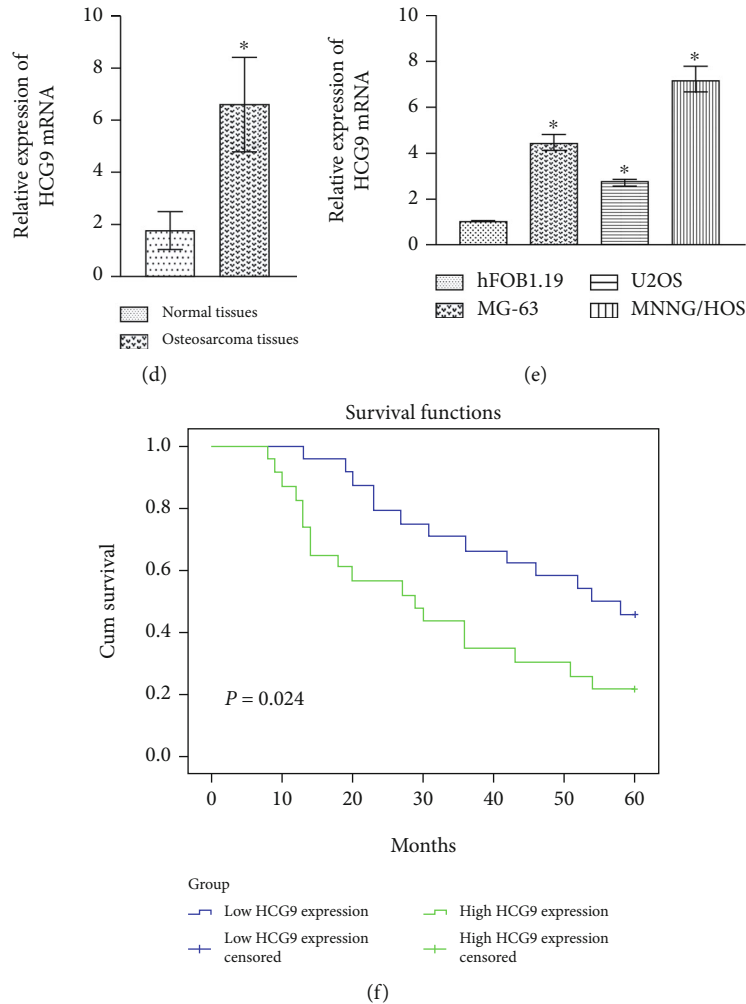 Relative expression of
HCG9 mRNA
10
8
6
4
2
0
*
Normal tissues
Osteosarcoma tissues
(d)
Relative expression of
HCG9 mRNA
10
8
6
4
2
0
*
*
*
hFOB1.19
U2OS
MG-63
MNNG/HOS
(e)
Survival functions
Cum survival
1.0
0.8
0.6
0.4
0.2
0.0
P = 0.024
0 10 20 30 40 50 60
Months
Group
Low HCG9 expression
High HCG9 expression
Low HCG9 expression
censored
High HCG9 expression
censored
(f)